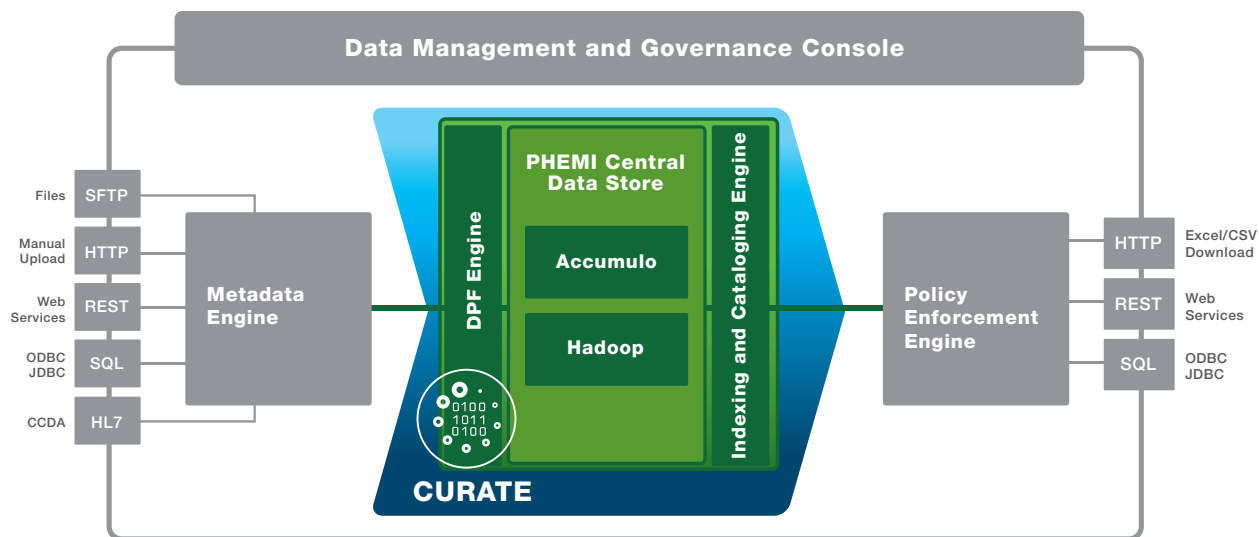 Data Management and Governance Console
Files
SFTP
Manual
Upload
HTTP
Web
Services
REST
ODBC
JDBC
SQL
CCDA
HL7
Metadata
Engine
DPF Engine
0100
1011
0100
PHEMI Central
Data Store
Accumulo
Hadoop
Indexing and Cataloging Engine
CURATE
Policy
Enforcement
Engine
HTTP
Excel/CSV
Download
REST
Web
Services
SQL
ODBC
JDBC